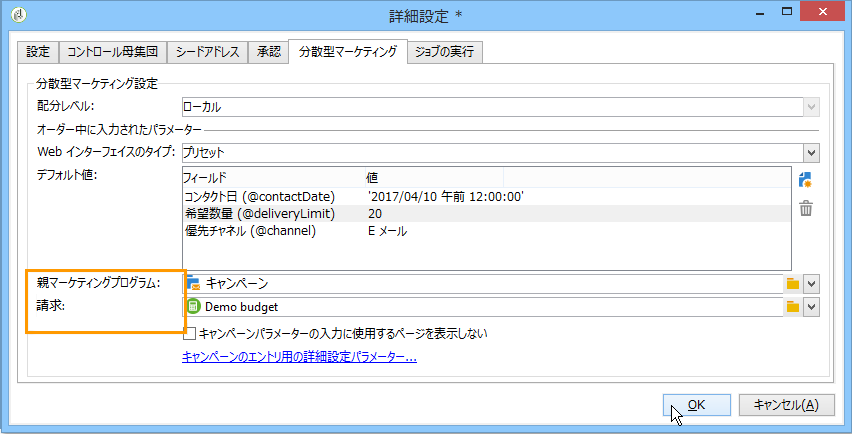 詳細設定 *
設定 コントロール母集団 シードアドレス 承認 分散型マーケティング ジョブの実行
分散型マーケティング設定
配分レベル: ローカル
オーダー中に入力されたパラメーター
Web インターフェイスのタイプ: プリセット
デフォルト値: フィールド 値
コンタクト日 (@contactDate) '2017/04/10 午前 12:00:00'
希望数量 (@deliveryLimit) 20
優先チャネル (@channel) E メール
親マーケティングプログラム: キャンペーン
請求: Demo budget
キャンペーンパラメーターの入力に使用するページを表示しない
キャンペーンのエントリ用の詳細設定パラメーター...
OK キャンセル(A)